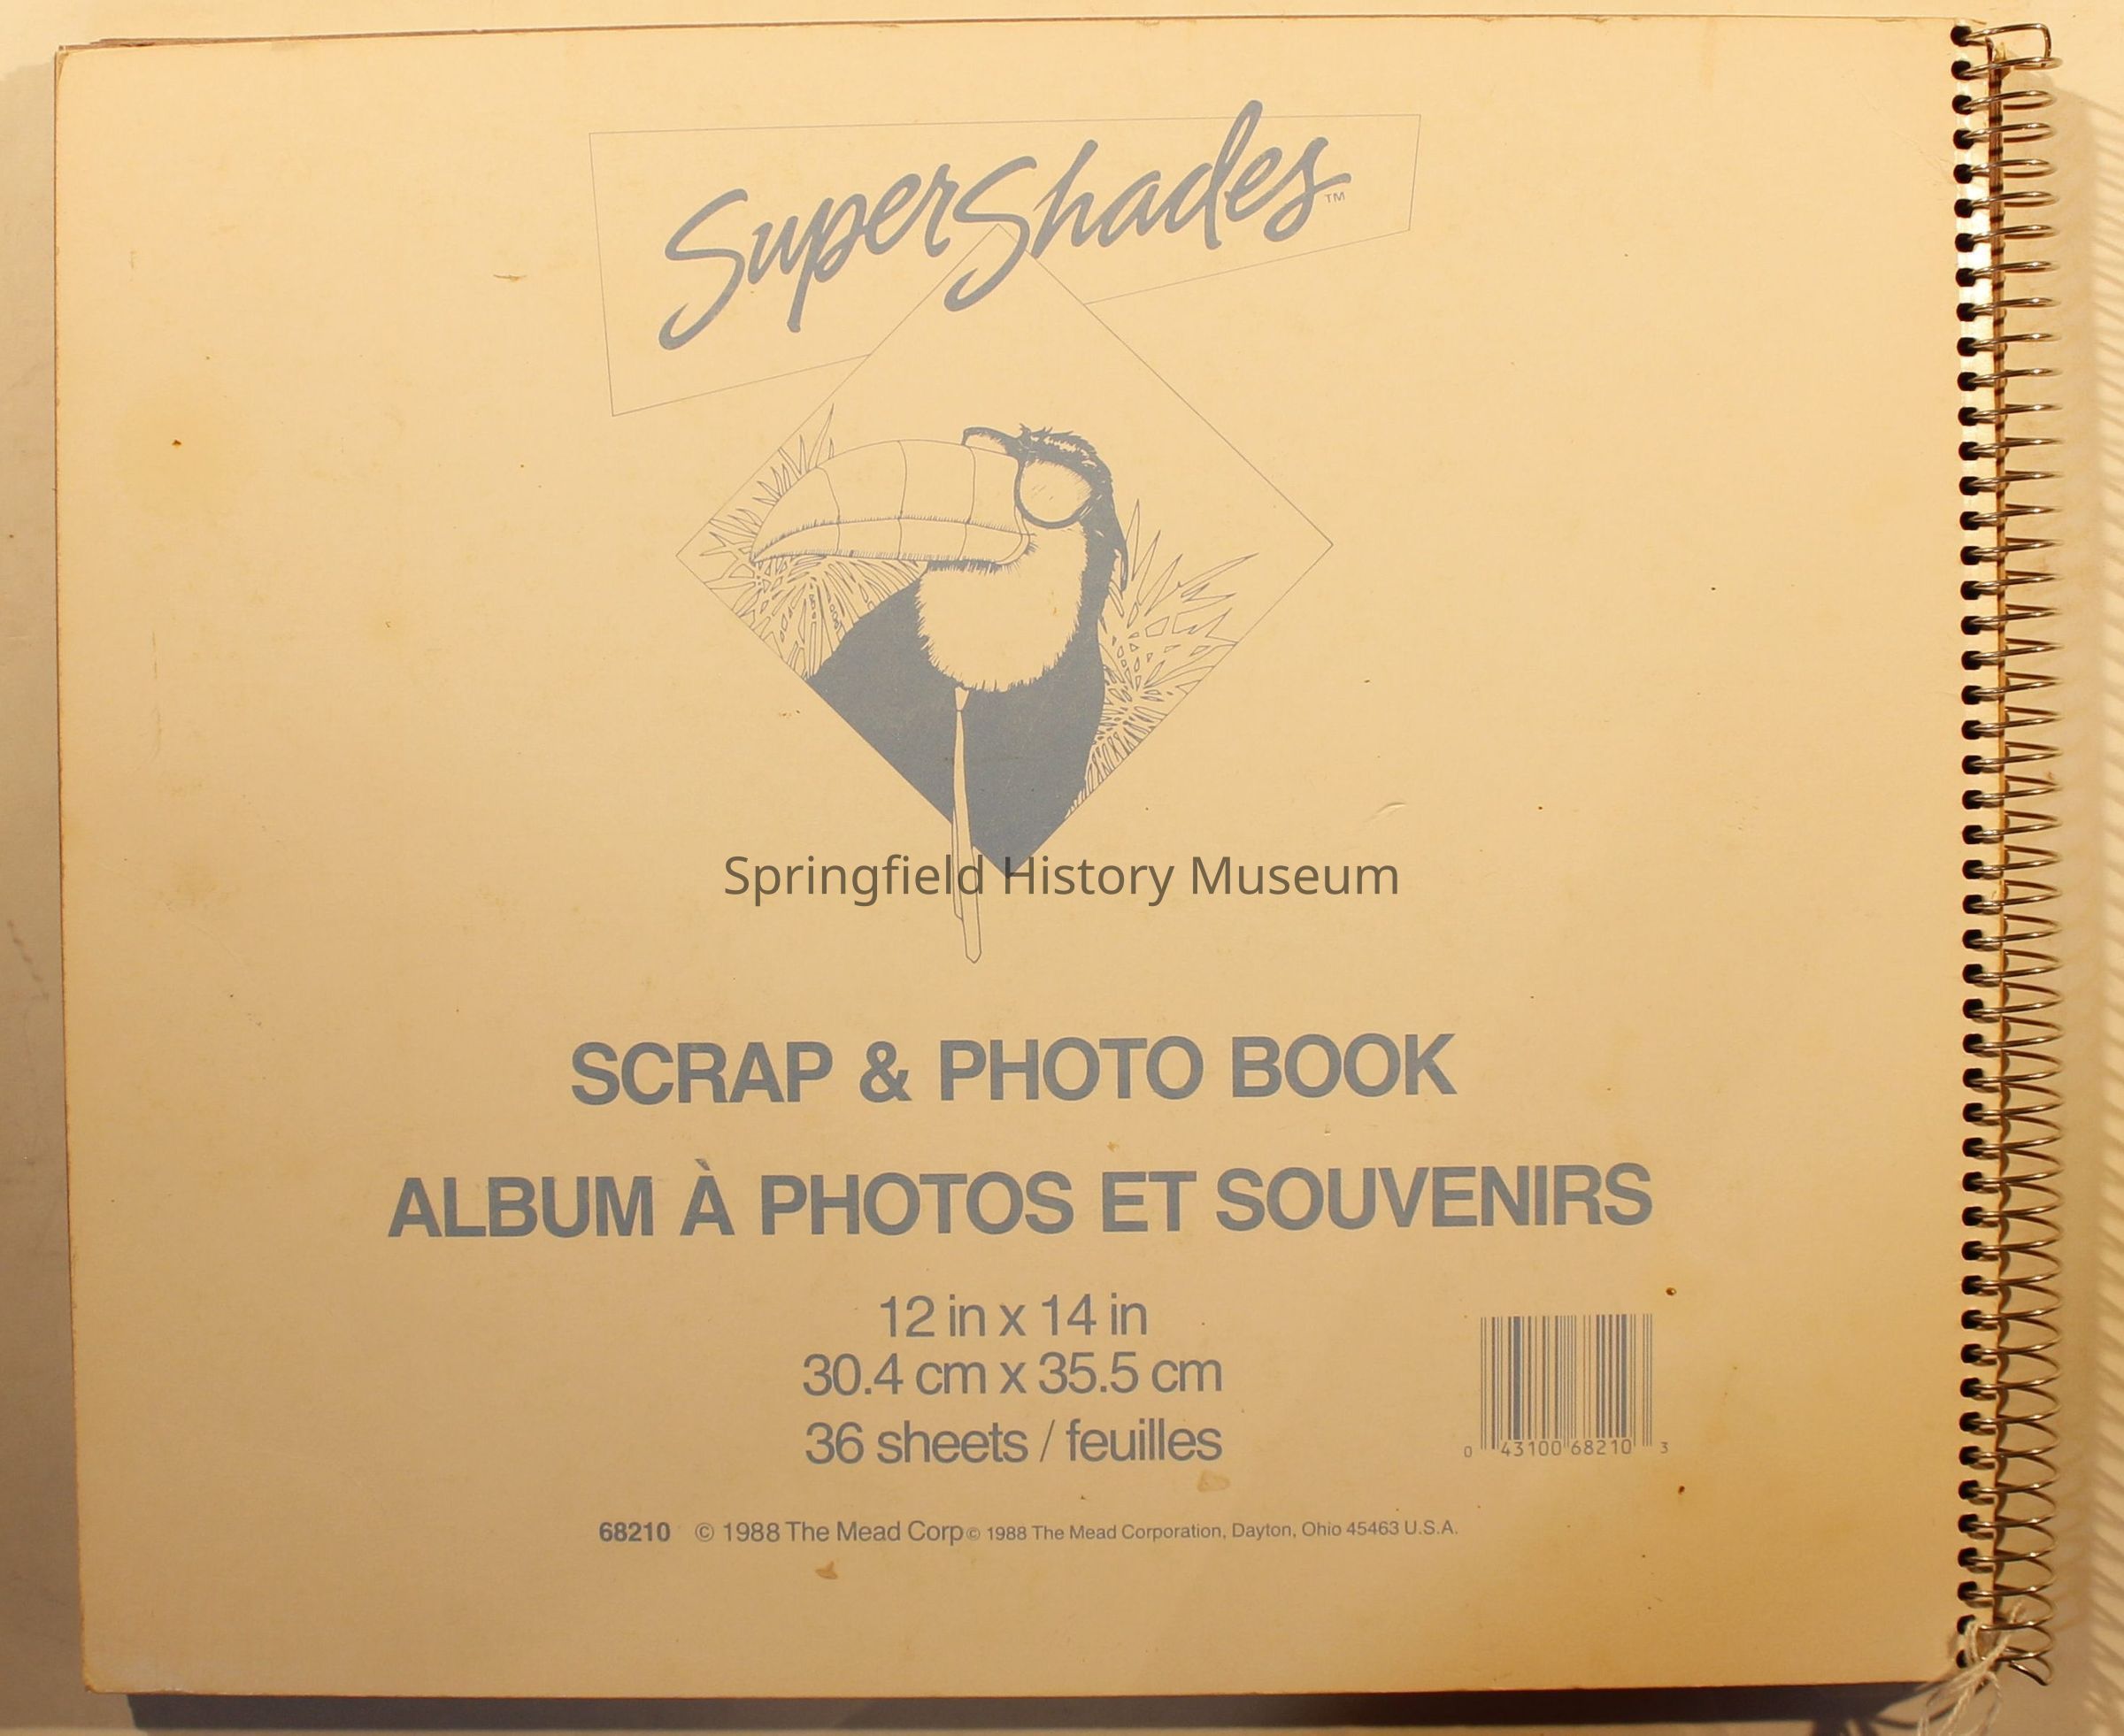 SuperShades™
Springfield History Museum
SCRAP & PHOTO BOOK
ALBUM À PHOTOS ET SOUVENIRS
12 in x 14 in
30.4 cm x 35.5 cm
36 sheets / feuilles
0 43100 68210 3
68210 © 1988 The Mead Corp © 1988 The Mead Corporation, Dayton, Ohio 45463 U.S.A.